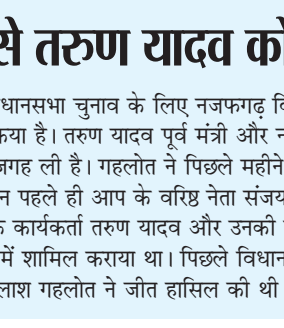 से तरुण यादव को
धानसभा चुनाव के लिए नजफगढ़ वि
कया है। तरुण यादव पूर्व मंत्री और न
जगह ली है। गहलोत ने पिछले महीने
न पहले ही आप के वरिष्ठ नेता संजय
कार्यकर्ता तरुण यादव और उनकी
में शामिल कराया था। पिछले विधान
लाश गहलोत ने जीत हासिल की थी